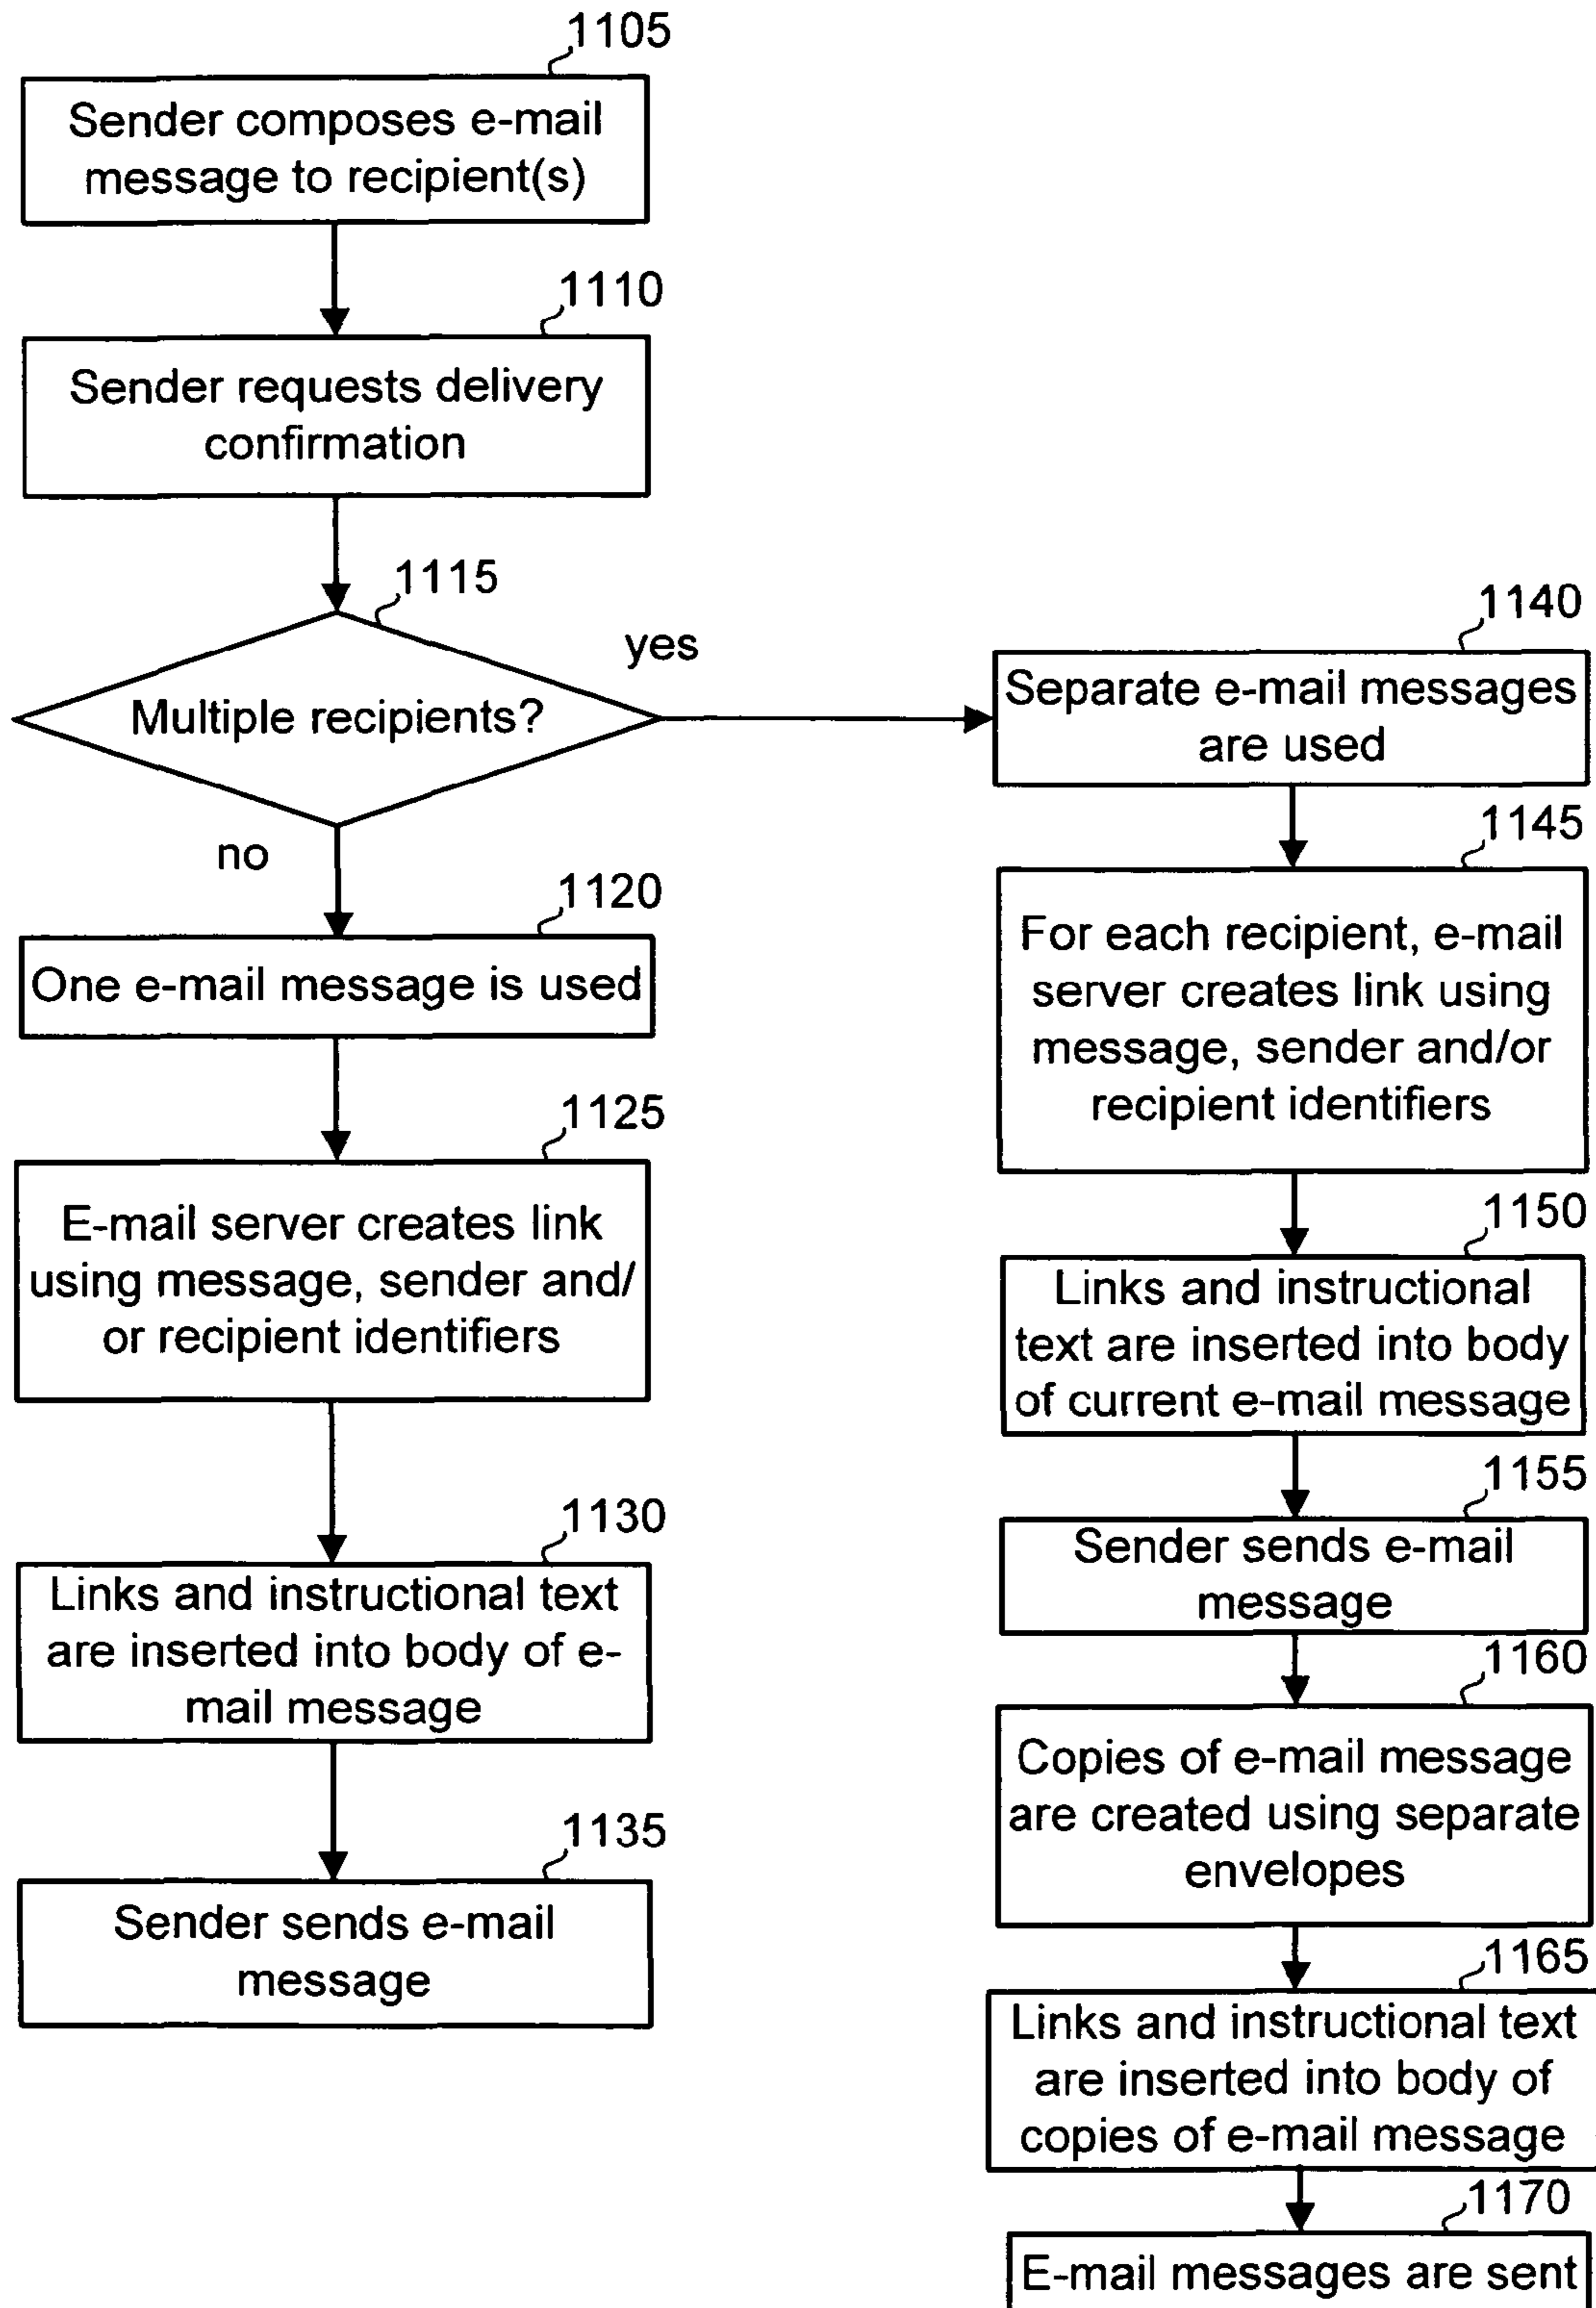 1105
Sender composes e-mail
message to recipient(s)
1110
Sender requests delivery
confirmation
1115
Multiple recipients?
yes
no
1120
One e-mail message is used
1125
E-mail server creates link
using message, sender and/
or recipient identifiers
1130
Links and instructional text
are inserted into body of e-
mail message
1135
Sender sends e-mail
message
1140
Separate e-mail messages
are used
1145
For each recipient, e-mail
server creates link using
message, sender and/or
recipient identifiers
1150
Links and instructional
text are inserted into body
of current e-mail message
1155
Sender sends e-mail
message
1160
Copies of e-mail message
are created using separate
envelopes
1165
Links and instructional text
are inserted into body of
copies of e-mail message
1170
E-mail messages are sent